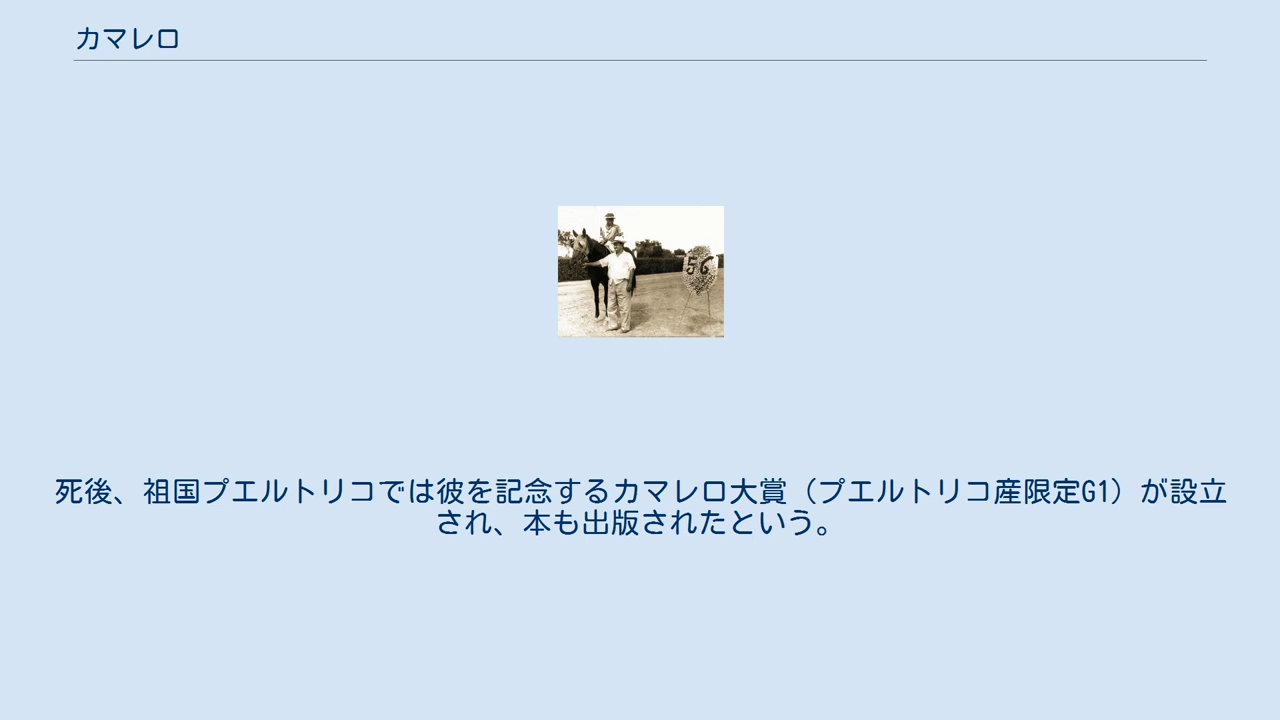 カマレロ
56
死後、祖国プエルトリコでは彼を記念するカマレロ大賞（プエルトリコ産限定G1）が設立
され、本も出版されたという。